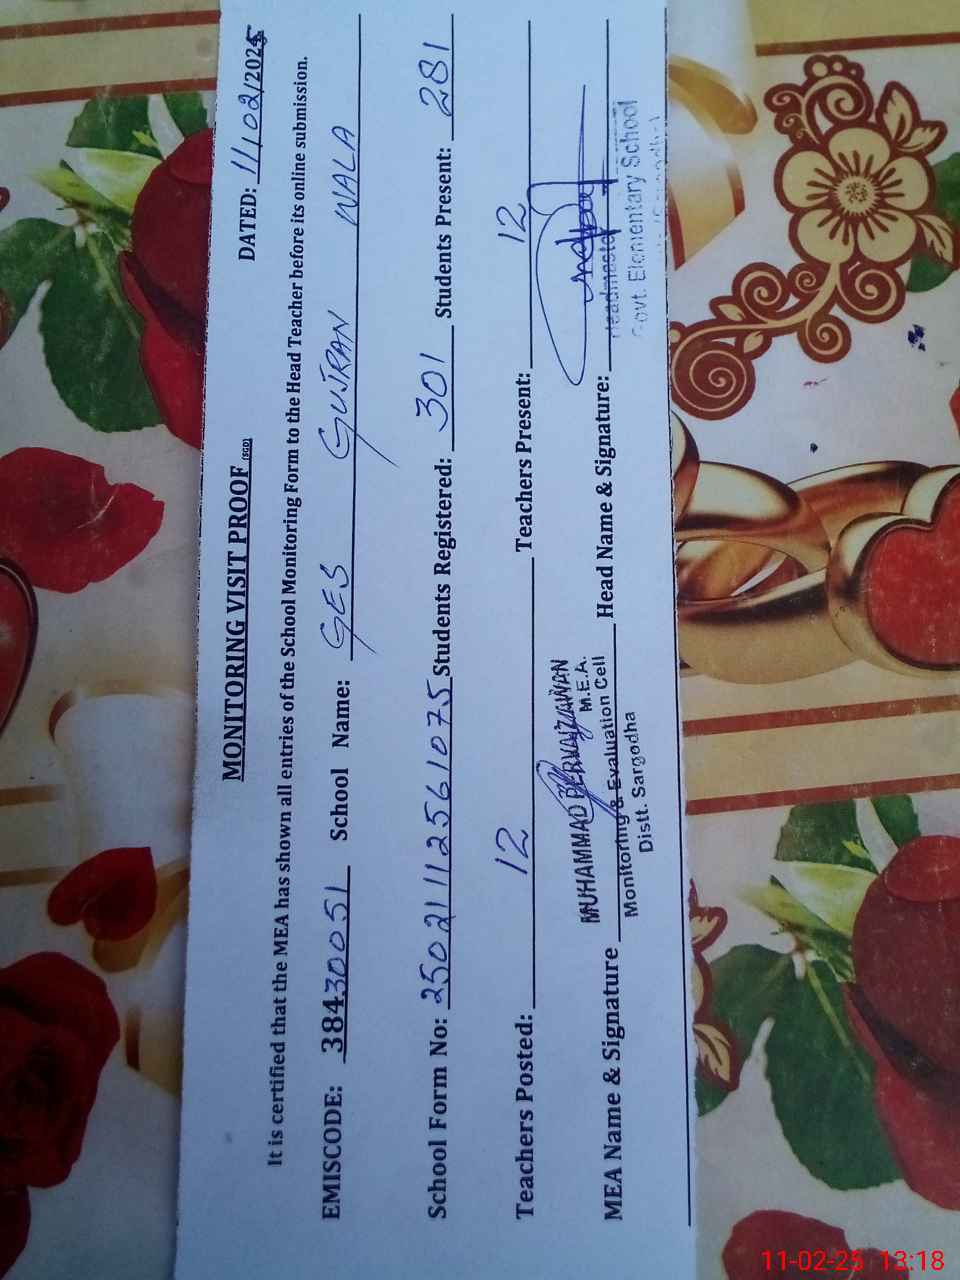 MONITORING VISIT PROOF (SGD)
DATED: 11/02/2025
It is certified that the MEA has shown all entries of the School Monitoring Form to the Head Teacher before its online submission.
EMISCODE: 38430051 School Name: GES GUJRAN WALA
School Form No: 25021112561075 Students Registered: 301 Students Present: 281
Teachers Posted: 12 Teachers Present: 12
MEA Name & Signature Head Name & Signature:
MUHAMMAD PERVAIZ AWAN
M.E.A.
Monitoring & Evaluation Cell
Distt. Sargodha
Headmaster
Govt. Elementary School
11-02-25 13:18